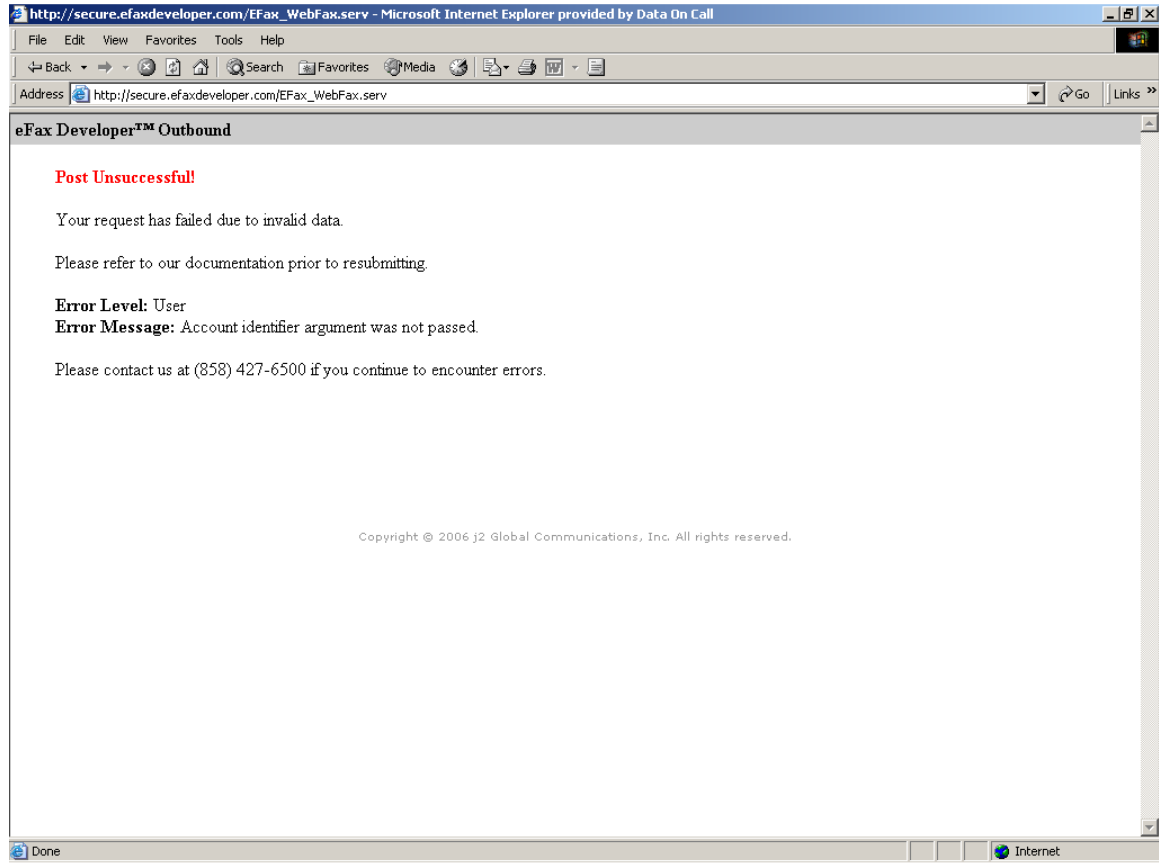 http://secure.efaxdeveloper.com/EFax_WebFax.serv - Microsoft Internet Explorer provided by Data On Call
File Edit View Favorites Tools Help
Back Search Favorites Media
Address http://secure.efaxdeveloper.com/EFax_WebFax.serv Go Links »
eFax Developer™ Outbound
Post Unsuccessful!
Your request has failed due to invalid data.
Please refer to our documentation prior to resubmitting.
Error Level: User
Error Message: Account identifier argument was not passed.
Please contact us at (858) 427-6500 if you continue to encounter errors.
Copyright © 2006 j2 Global Communications, Inc. All rights reserved.
Done Internet